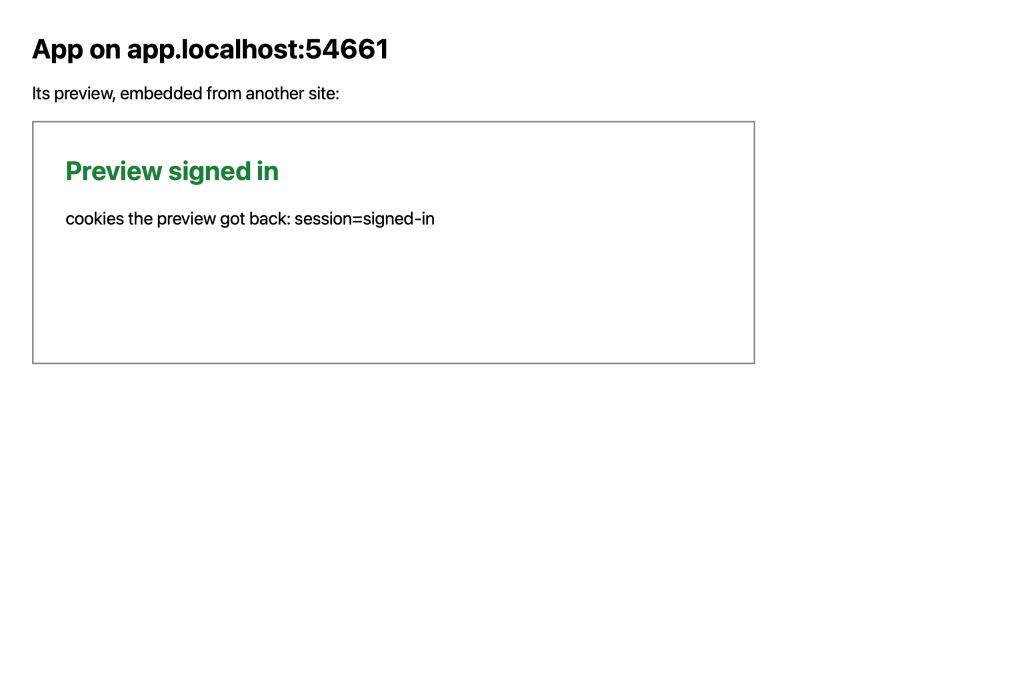 App on app.localhost:54661
Its preview, embedded from another site:
Preview signed in
cookies the preview got back: session=signed-in